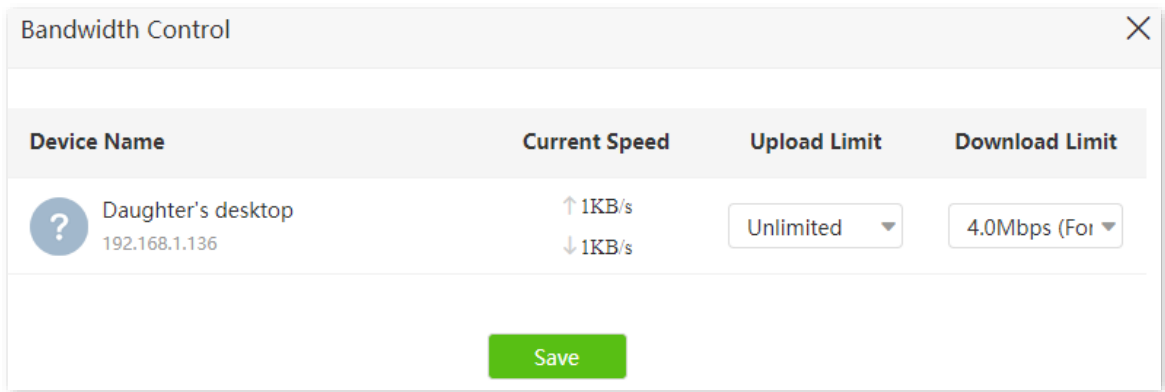 Bandwidth Control
Device Name Current Speed Upload Limit Download Limit
? Daughter's desktop
192.168.1.136
↑ 1KB/s
↓ 1KB/s
Unlimited
4.0Mbps (For
Save